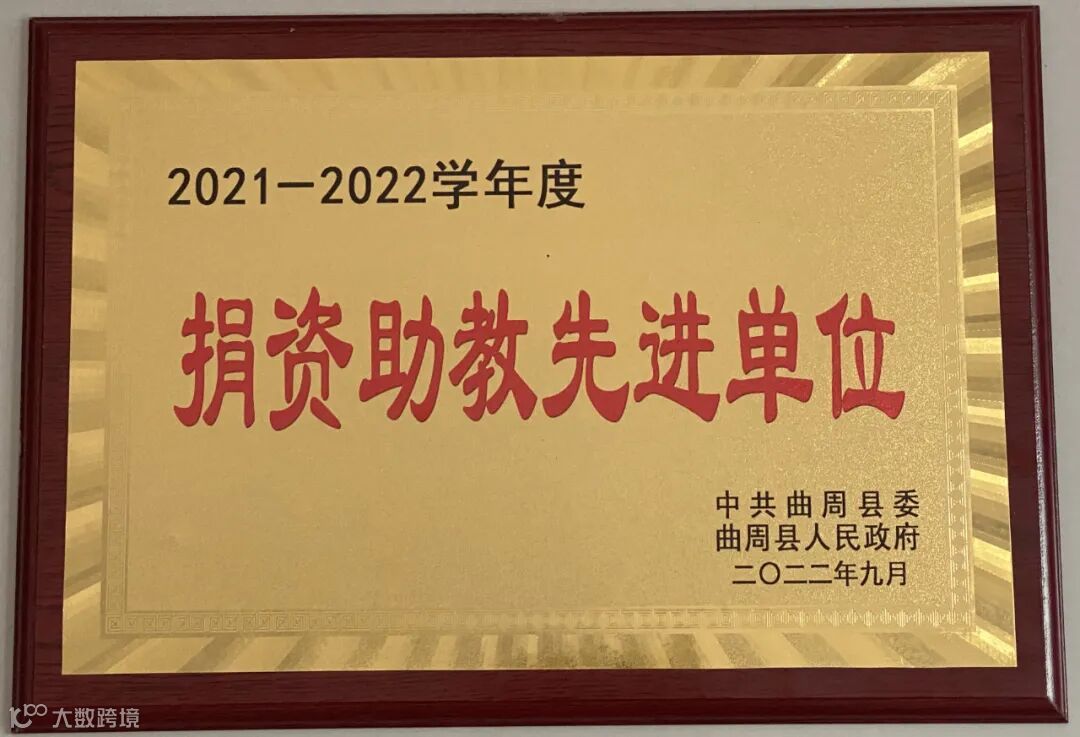 2021—2022学年度
捐资助教先进单位
中共曲周县委
曲周县人民政府
二〇二二年九月
大数跨境